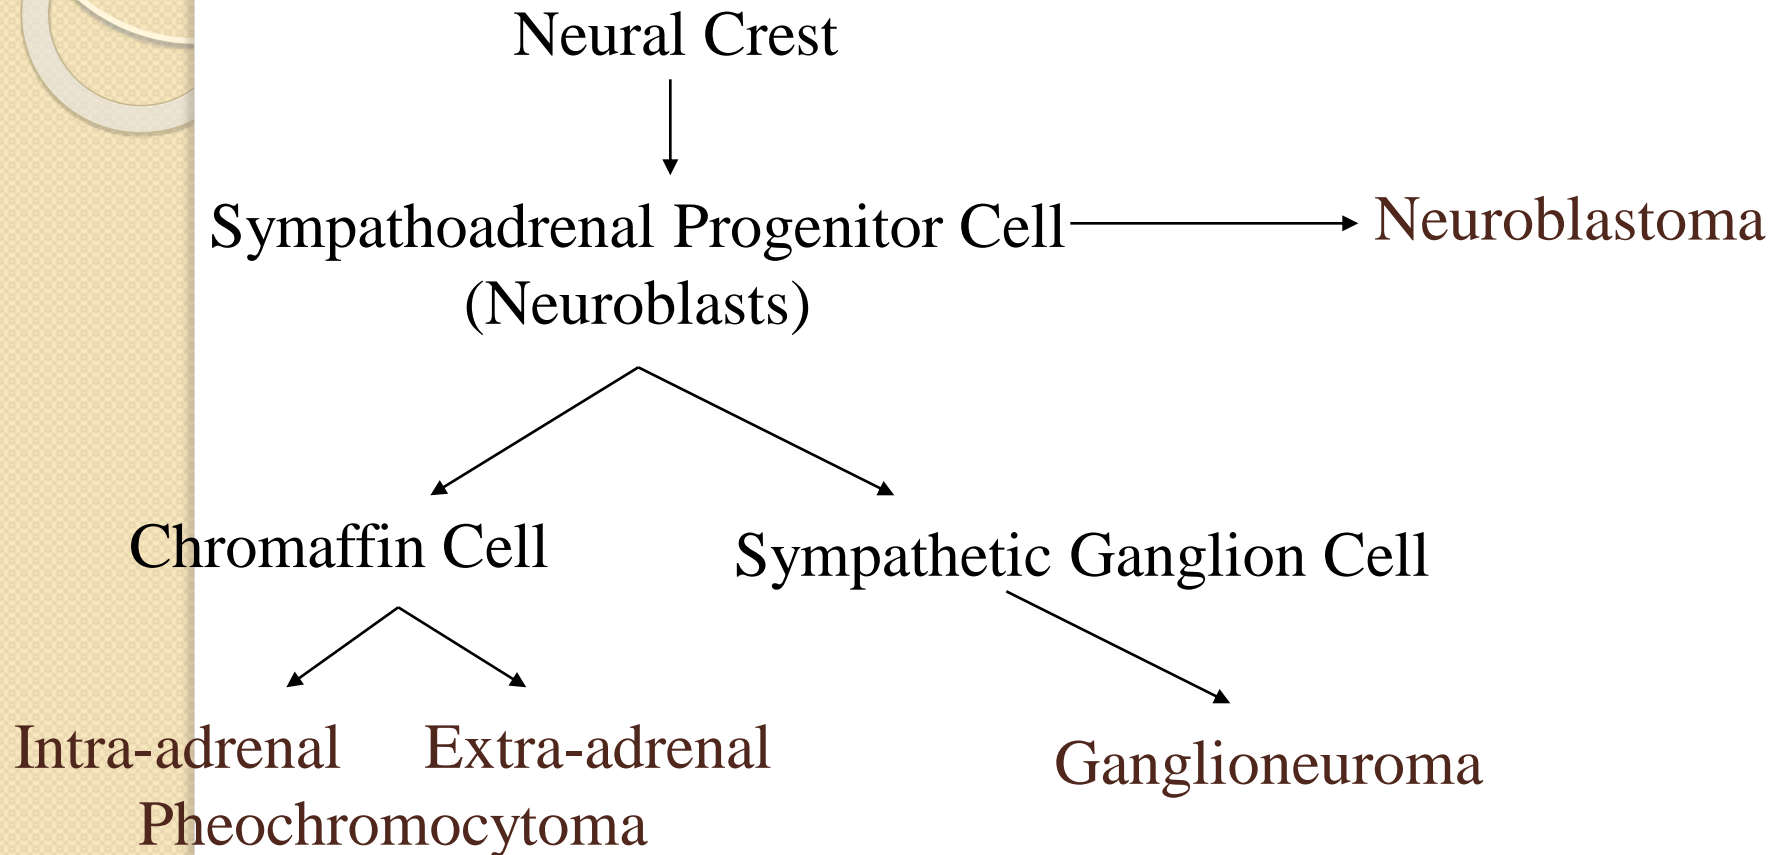 Neural Crest
Sympathoadrenal Progenitor Cell
Neuroblastoma
(Neuroblasts)
Chromaffin Cell
Sympathetic Ganglion Cell
Intra-adrenal
Extra-adrenal
Ganglioneuroma
Pheochromocytoma